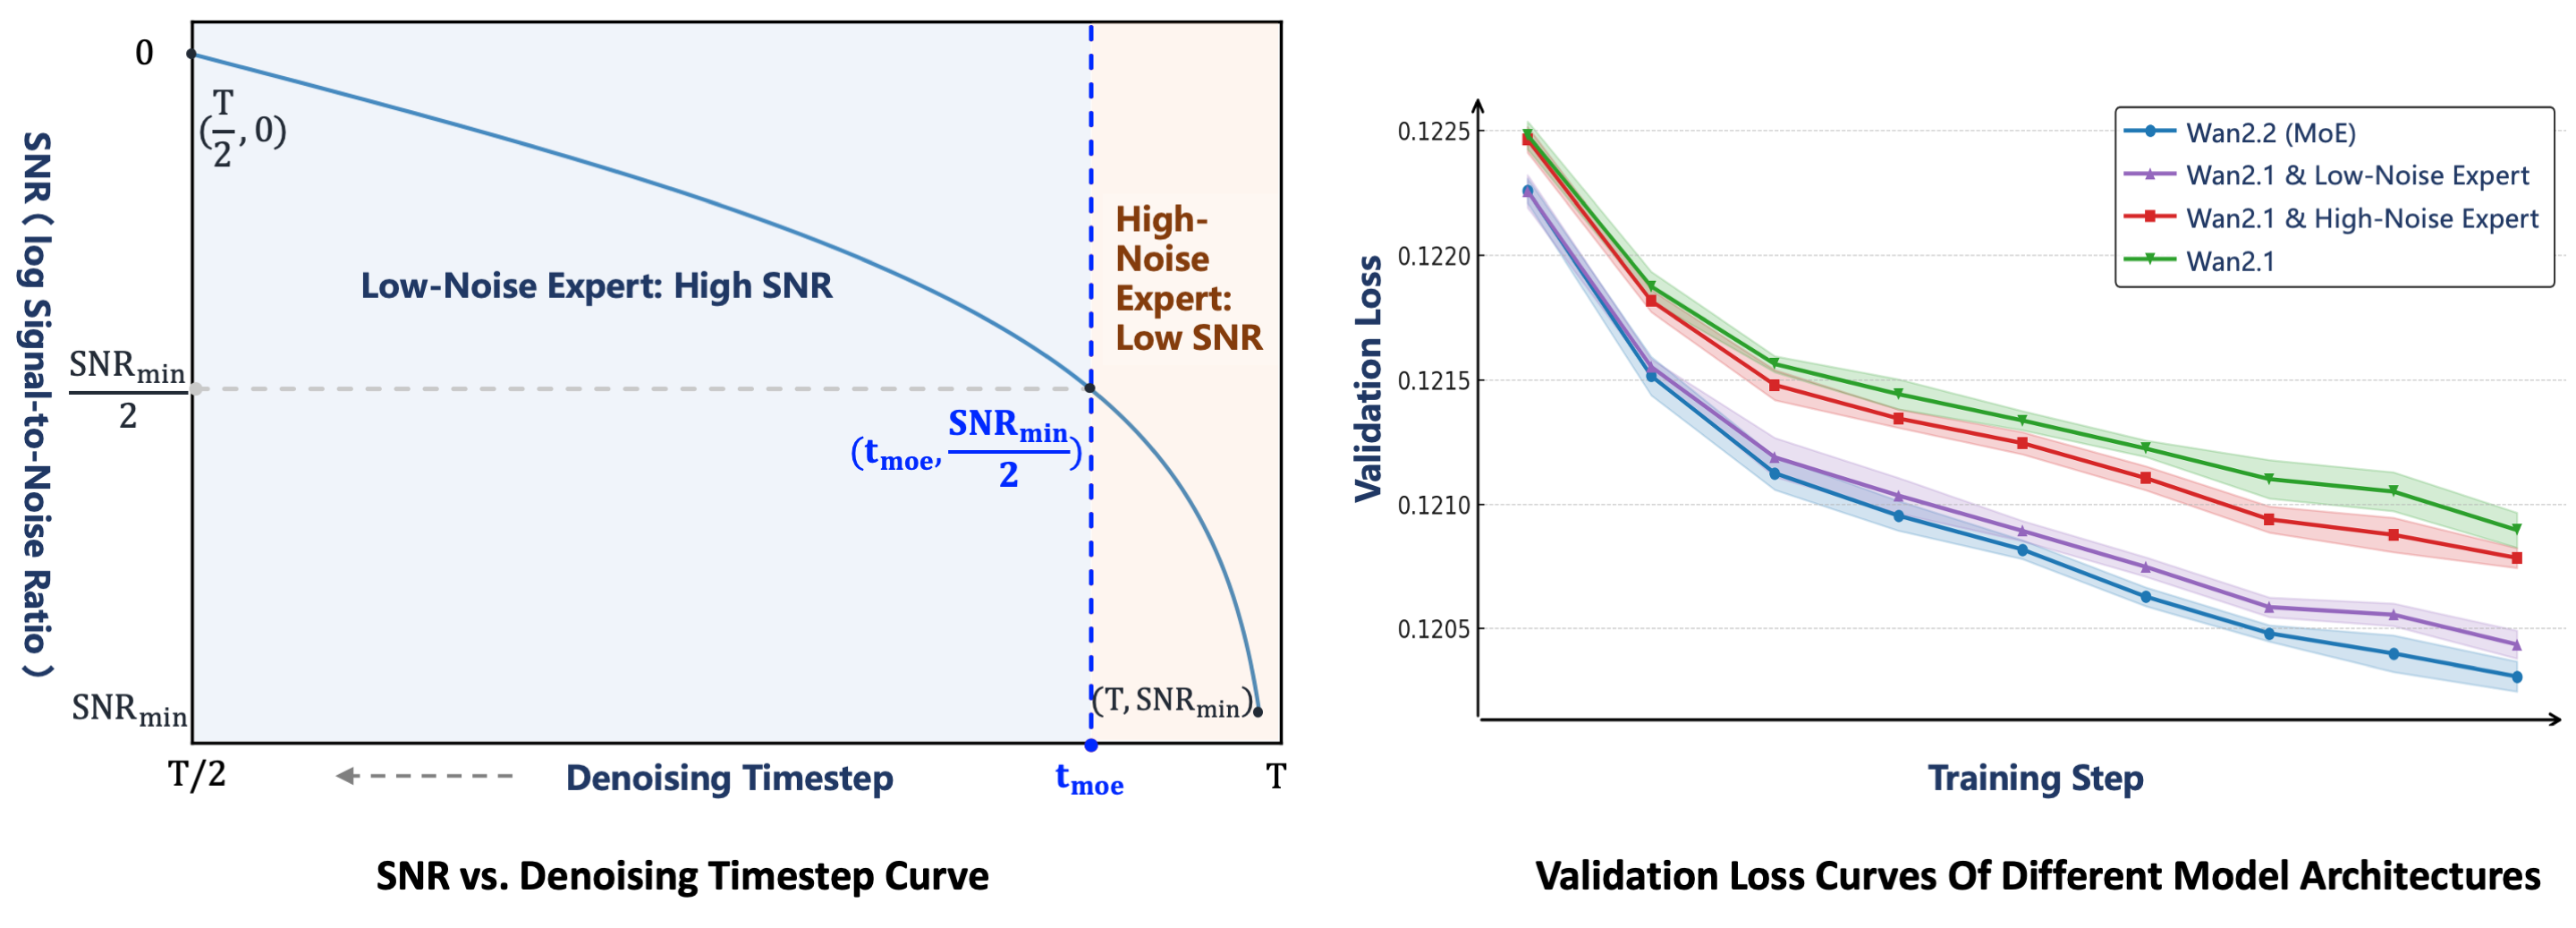 0
(T/2, 0)
SNR ( log Signal-to-Noise Ratio )
Low-Noise Expert: High SNR
High-
Noise
Expert:
Low SNR
SNRmin/2
(tmoe, SNRmin/2)
SNRmin
(T, SNRmin)
T/2
Denoising Timestep
tmoe
T
SNR vs. Denoising Timestep Curve
0.1225
0.1220
0.1215
0.1210
0.1205
Validation Loss
Wan2.2 (MoE)
Wan2.1 & Low-Noise Expert
Wan2.1 & High-Noise Expert
Wan2.1
Training Step
Validation Loss Curves Of Different Model Architectures